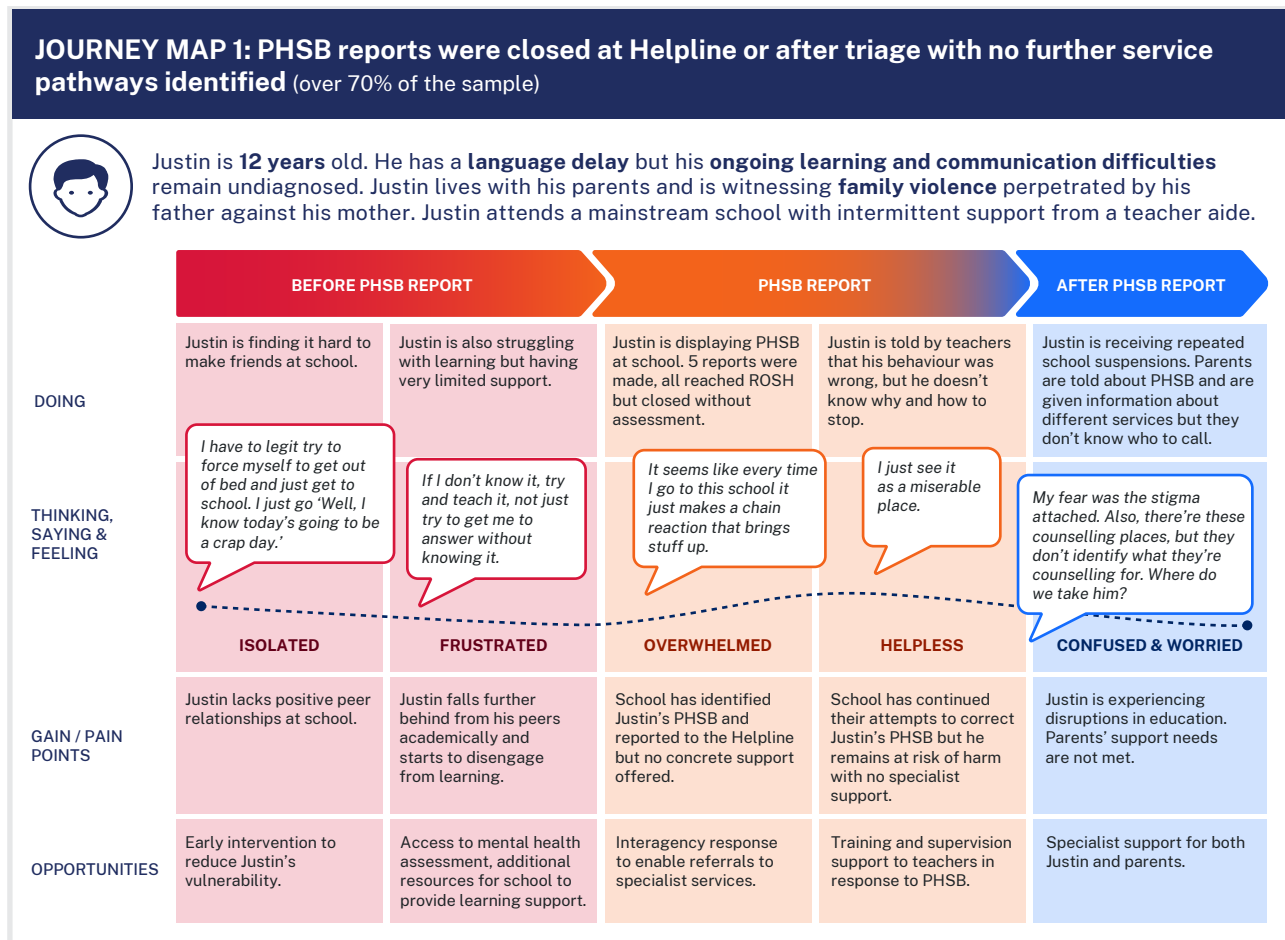 JOURNEY MAP 1: PHSB reports were closed at Helpline or after triage with no further service
pathways identified (over 70% of the sample)
Justin is 12 years old. He has a language delay but his ongoing learning and communication difficulties
remain undiagnosed. Justin lives with his parents and is witnessing family violence perpetrated by his
father against his mother. Justin attends a mainstream school with intermittent support from a teacher aide.
BEFORE PHSB REPORT
PHSB REPORT
AFTER PHSB REPORT
DOING
Justin is finding it hard to
make friends at school.
Justin is also struggling
with learning but having
very limited support.
Justin is displaying PHSB
at school. 5 reports were
made, all reached ROSH
but closed without
assessment.
Justin is told by teachers
that his behaviour was
wrong, but he doesn't
know why and how to
stop.
Justin is receiving repeated
school suspensions. Parents
are told about PHSB and are
given information about
different services but they
don't know who to call.
THINKING,
SAYING &
FEELING
I have to legit try to
force myself to get out
of bed and just get to
school. I just go 'Well, I
know today's going to be
a crap day.'
If I don't know it, try
and teach it, not just
try to get me to
answer without
knowing it.
It seems like every time
I go to this school it
just makes a chain
reaction that brings
stuff up.
I just see it
as a miserable
place.
My fear was the stigma
attached. Also, there're these
counselling places, but they
don't identify what they're
counselling for. Where do
we take him?
ISOLATED
FRUSTRATED
OVERWHELMED
HELPLESS
CONFUSED & WORRIED
GAIN / PAIN
POINTS
Justin lacks positive peer
relationships at school.
Justin falls further
behind from his peers
academically and
starts to disengage
from learning.
School has identified
Justin's PHSB and
reported to the Helpline
but no concrete support
offered.
School has continued
their attempts to correct
Justin's PHSB but he
remains at risk of harm
with no specialist
support.
Justin is experiencing
disruptions in education.
Parents' support needs
are not met.
OPPORTUNITIES
Early intervention to
reduce Justin's
vulnerability.
Access to mental health
assessment, additional
resources for school to
provide learning support.
Interagency response
to enable referrals to
specialist services.
Training and supervision
support to teachers in
response to PHSB.
Specialist support for both
Justin and parents.